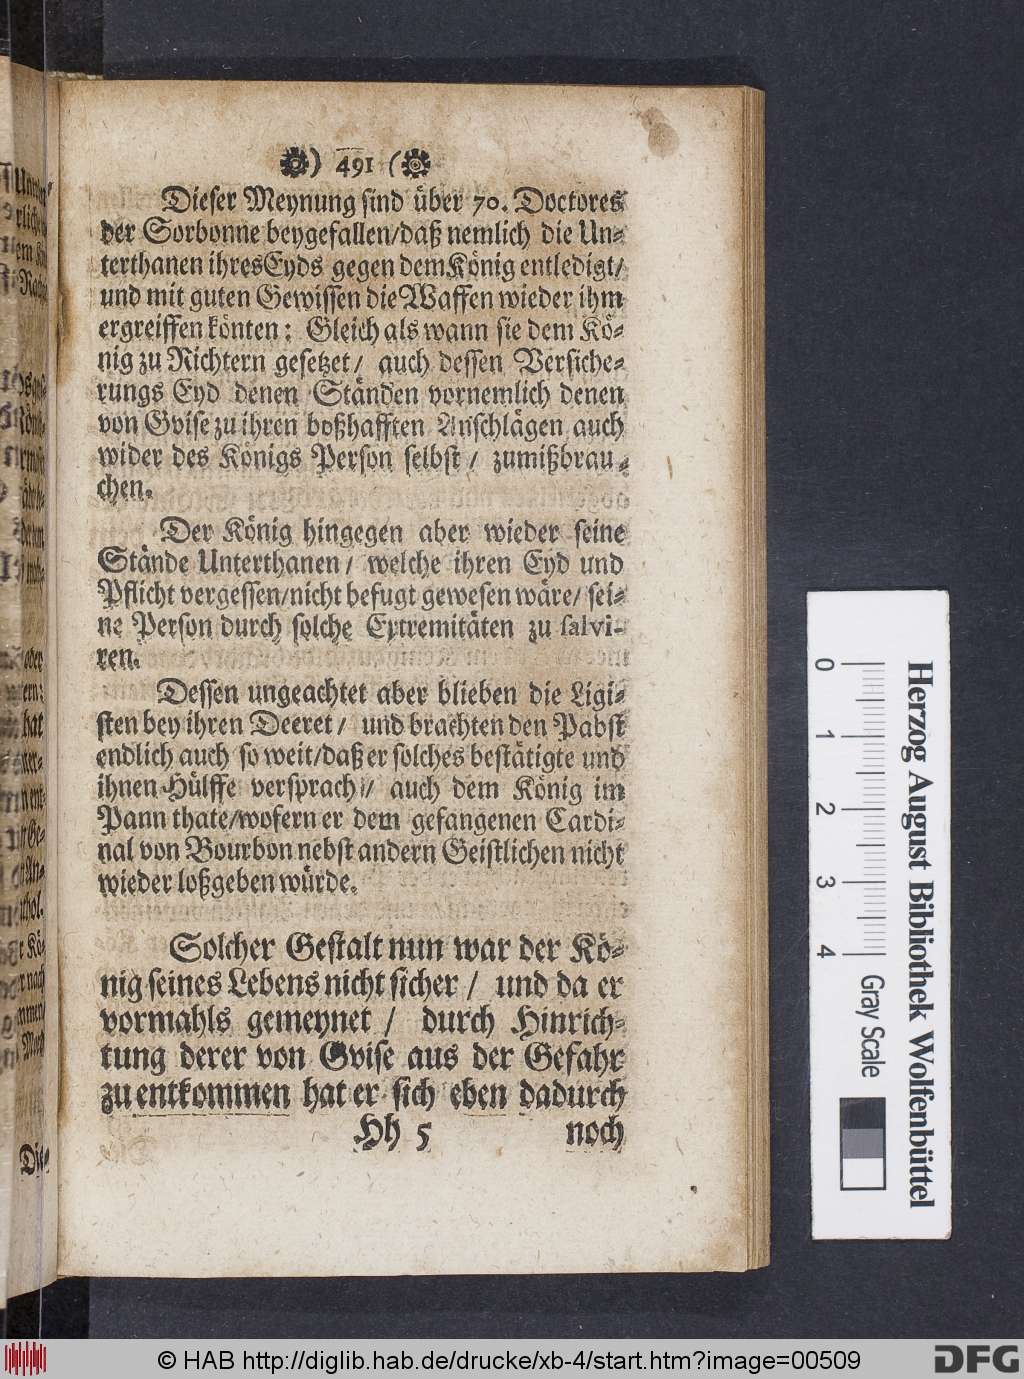 ) 491 (
Dieser Meynung sind über 70. Doctores
der Sorbonne beygefallen/daß nemlich die Un-
terthanen ihres Eyds gegen dem König entledigt/
und mit guten Gewissen die Waffen wieder ihm
ergreiffen könten: Gleich als wann sie dem Kö-
nig zu Richtern gesetzet/ auch dessen Versiche-
rungs Eyd denen Ständen vornemlich denen
von Gvise zu ihren boßhafften Anschlägen auch
wider des Königs Person selbst/ zumißbrau-
chen.
Der König hingegen aber wieder seine
Stände Unterthanen/ welche ihren Eyd und
Pflicht vergessen/nicht befugt gewesen wäre/ sei-
ne Person durch solche Extremitäten zu salvi-
ren.
Dessen ungeachtet aber blieben die Ligi-
sten bey ihren Decret/ und brachten den Pabst
endlich auch so weit/daß er solches bestätigte und
ihnen Hülffe versprach/ auch dem König im
Pann thate/wofern er dem gefangenen Cardi-
nal von Bourbon nebst andern Geistlichen nicht
wieder loßgeben würde.
Solcher Gestalt nun war der Kö-
nig seines Lebens nicht sicher/ und da er
vormahls gemeynet/ durch Hinrich-
tung derer von Gvise aus der Gefahr
zu entkommen hat er sich eben dadurch
Hh 5 noch
0 1 2 3 4 Gray Scale
Herzog August Bibliothek Wolfenbüttel
© HAB http://diglib.hab.de/drucke/xb-4/start.htm?image=00509
DFG